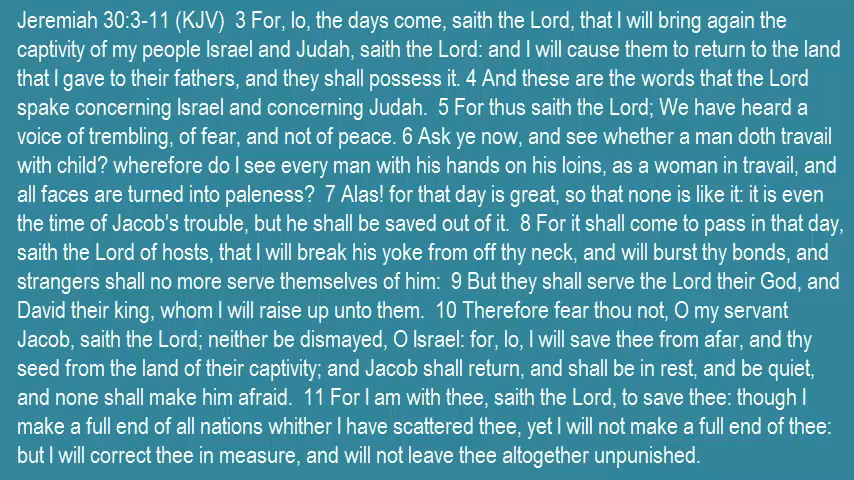 Jeremiah 30:3-11 (KJV)  3 For, lo, the days come, saith the Lord, that I will bring again the
captivity of my people Israel and Judah, saith the Lord: and I will cause them to return to the land
that I gave to their fathers, and they shall possess it. 4 And these are the words that the Lord
spake concerning Israel and concerning Judah.  5 For thus saith the Lord; We have heard a
voice of trembling, of fear, and not of peace. 6 Ask ye now, and see whether a man doth travail
with child? wherefore do I see every man with his hands on his loins, as a woman in travail, and
all faces are turned into paleness?  7 Alas! for that day is great, so that none is like it: it is even
the time of Jacob's trouble, but he shall be saved out of it.  8 For it shall come to pass in that day,
saith the Lord of hosts, that I will break his yoke from off thy neck, and will burst thy bonds, and
strangers shall no more serve themselves of him:  9 But they shall serve the Lord their God, and
David their king, whom I will raise up unto them.  10 Therefore fear thou not, O my servant
Jacob, saith the Lord; neither be dismayed, O Israel: for, lo, I will save thee from afar, and thy
seed from the land of their captivity; and Jacob shall return, and shall be in rest, and be quiet,
and none shall make him afraid.  11 For I am with thee, saith the Lord, to save thee: though I
make a full end of all nations whither I have scattered thee, yet I will not make a full end of thee:
but I will correct thee in measure, and will not leave thee altogether unpunished.